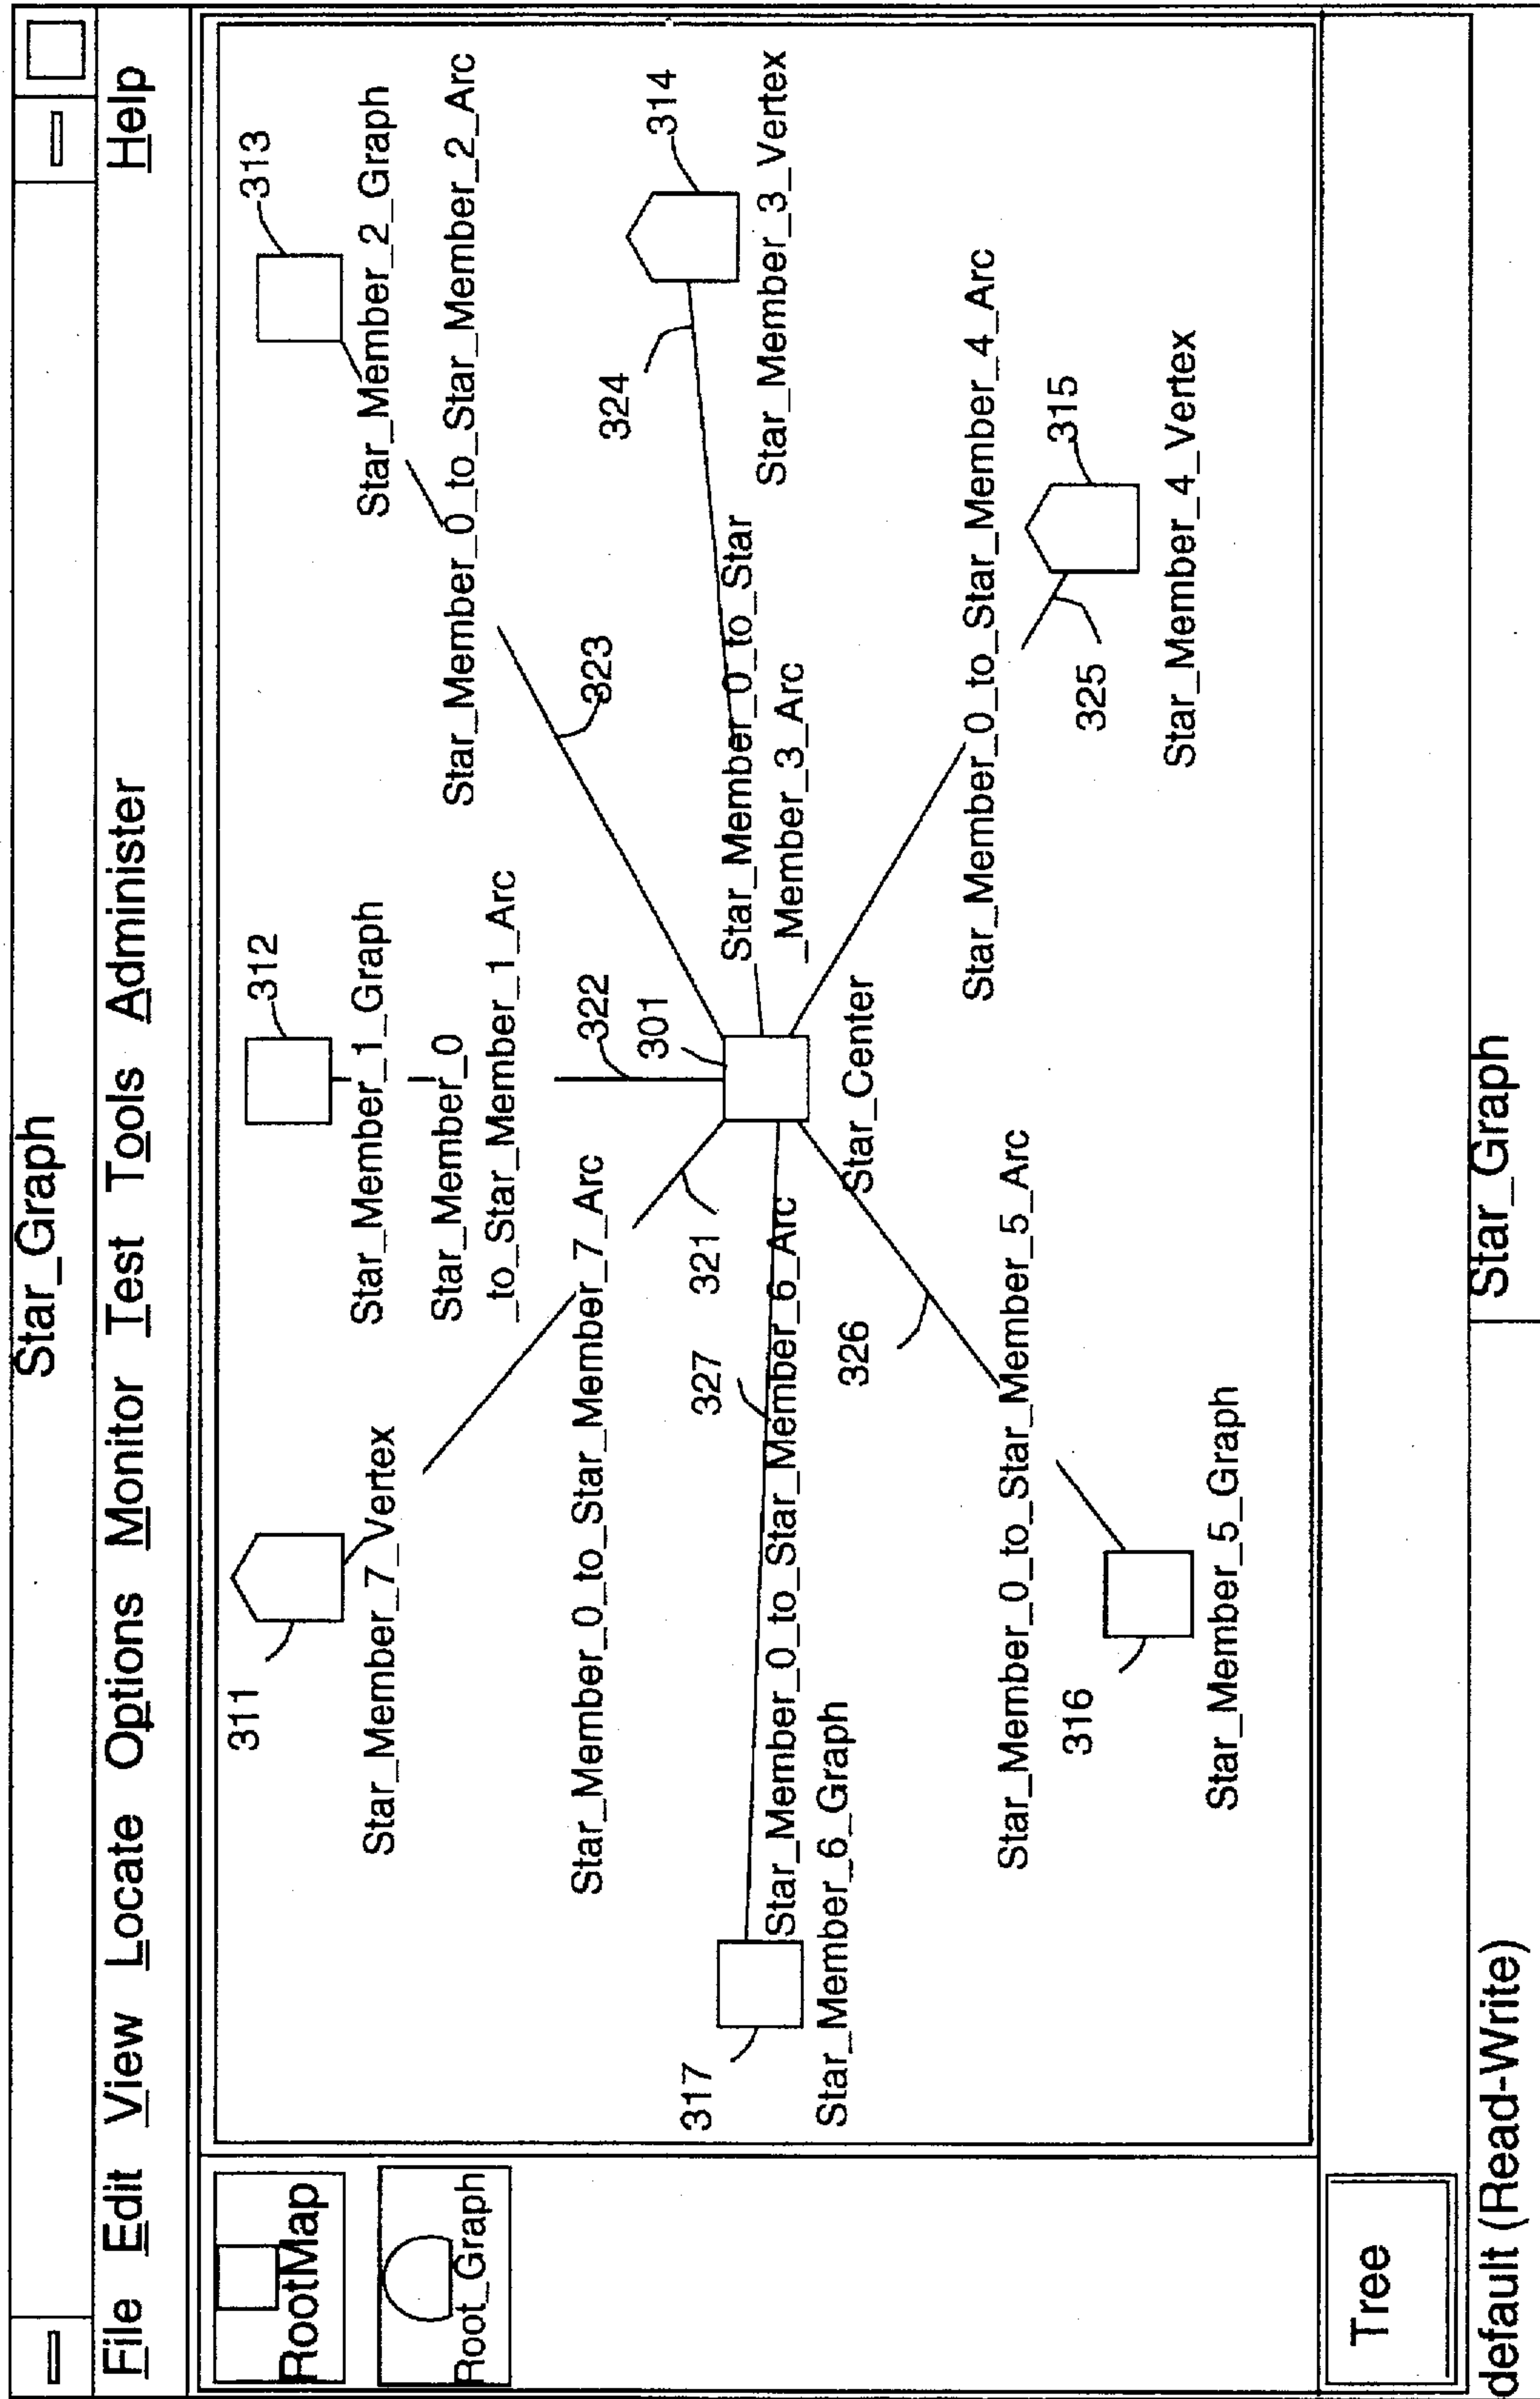 Star_Graph
File Edit View Locate Options Monitor Test Tools Administer Help
RootMap
Root_Graph
311
Star_Member_7_Vertex
312
Star_Member_1_Graph
Star_Member_0
_to_Star_Member_1_Arc
313
Star_Member_2_Graph
Star_Member_0_to_Star_Member_2_Arc
Star_Member_0_to_Star_Member_7_Arc
321
322
301
323
324
314
317
327
Star_Member_0_to_Star_Member_6_Arc
Star_Member_6_Graph
Star_Member_0_to_Star
_Member_3_Arc
Star_Member_3_Vertex
Star_Center
326
Star_Member_0_to_Star_Member_5_Arc
316
Star_Member_5_Graph
Star_Member_0_to_Star_Member_4_Arc
315
325
Star_Member_4_Vertex
Tree
default (Read-Write)
Star_Graph